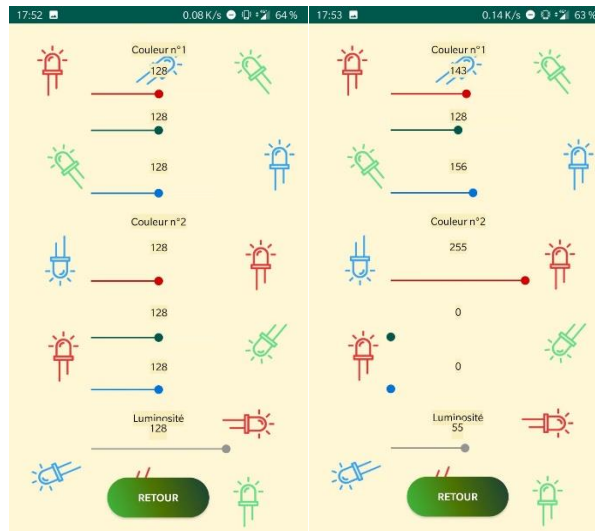 17:52 0.08 K/s 64 %
Couleur n°1
128
128
128
Couleur n°2
128
128
128
Luminosité
128
RETOUR
17:53 0.14 K/s 63 %
Couleur n°1
143
128
156
Couleur n°2
255
0
0
Luminosité
55
RETOUR